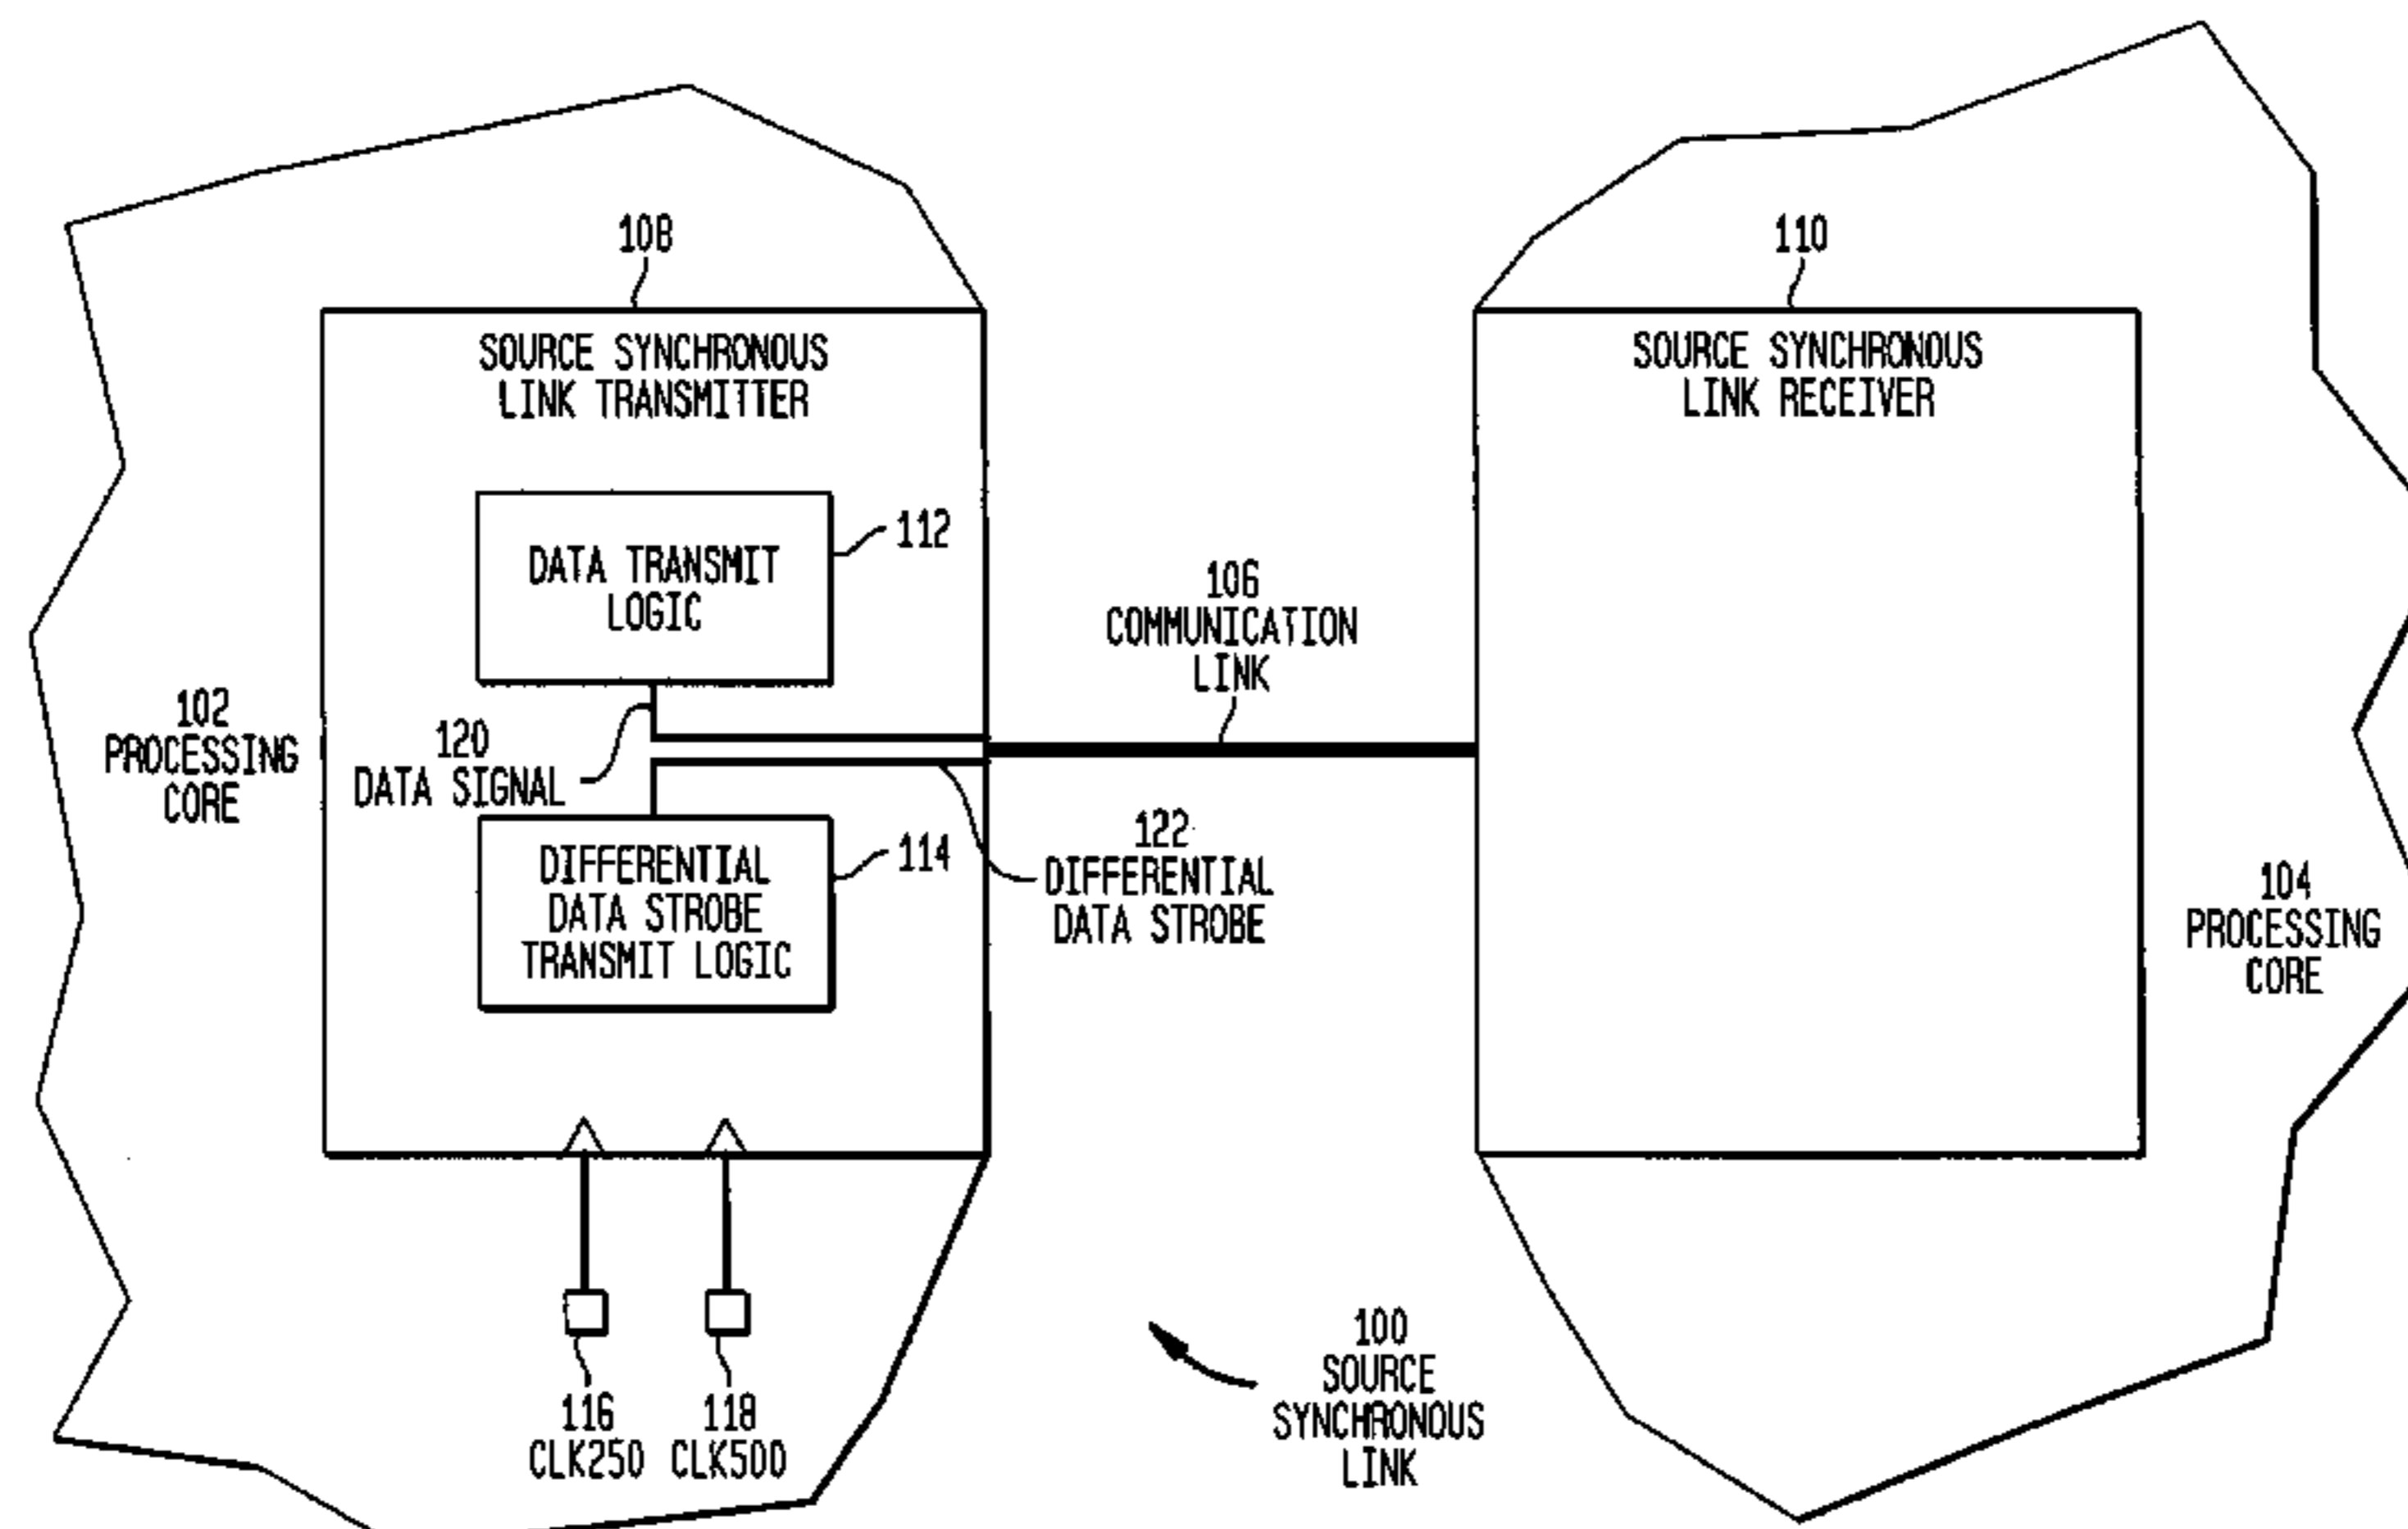 108
SOURCE SYNCHRONOUS
LINK TRANSMITTER
110
SOURCE SYNCHRONOUS
LINK RECEIVER
DATA TRANSMIT
LOGIC
112
106
COMMUNICATION
LINK
102
PROCESSING
CORE
120
DATA SIGNAL
DIFFERENTIAL
DATA STROBE
TRANSMIT LOGIC
114
122
DIFFERENTIAL
DATA STROBE
104
PROCESSING
CORE
116
CLK250
118
CLK500
100
SOURCE
SYNCHRONOUS
LINK